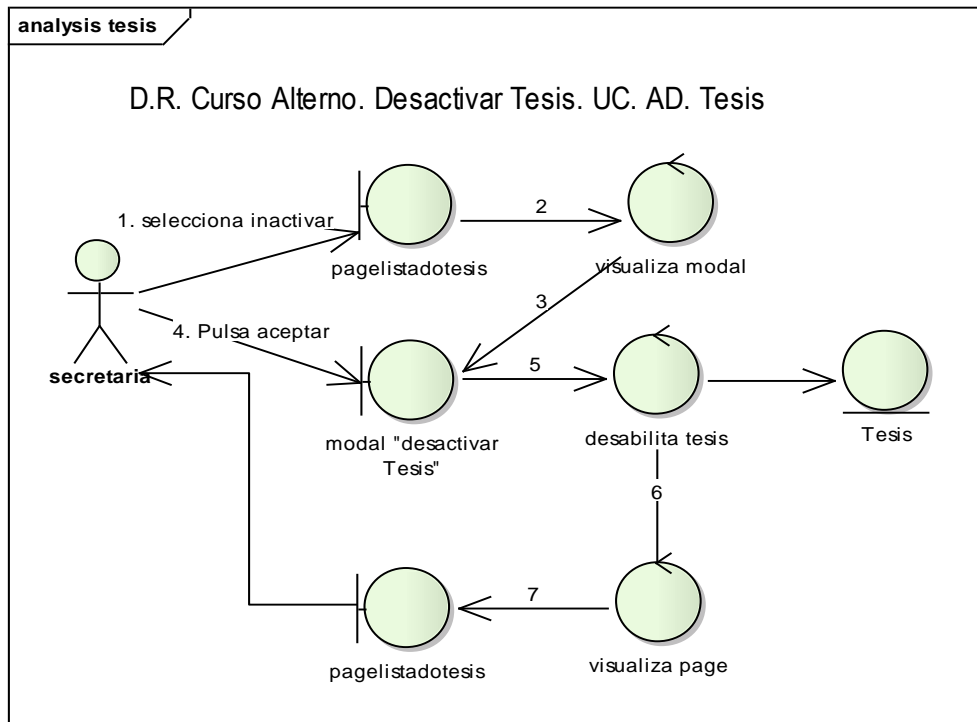 analysis tesis
D.R. Curso Alterno. Desactivar Tesis. UC. AD. Tesis
1. selecciona inactivar
2
pagelistadotesis
visualiza modal
3
4. Pulsa aceptar
secretaria
5
modal "desactivar
Tesis"
desabilita tesis
Tesis
6
7
pagelistadotesis
visualiza page